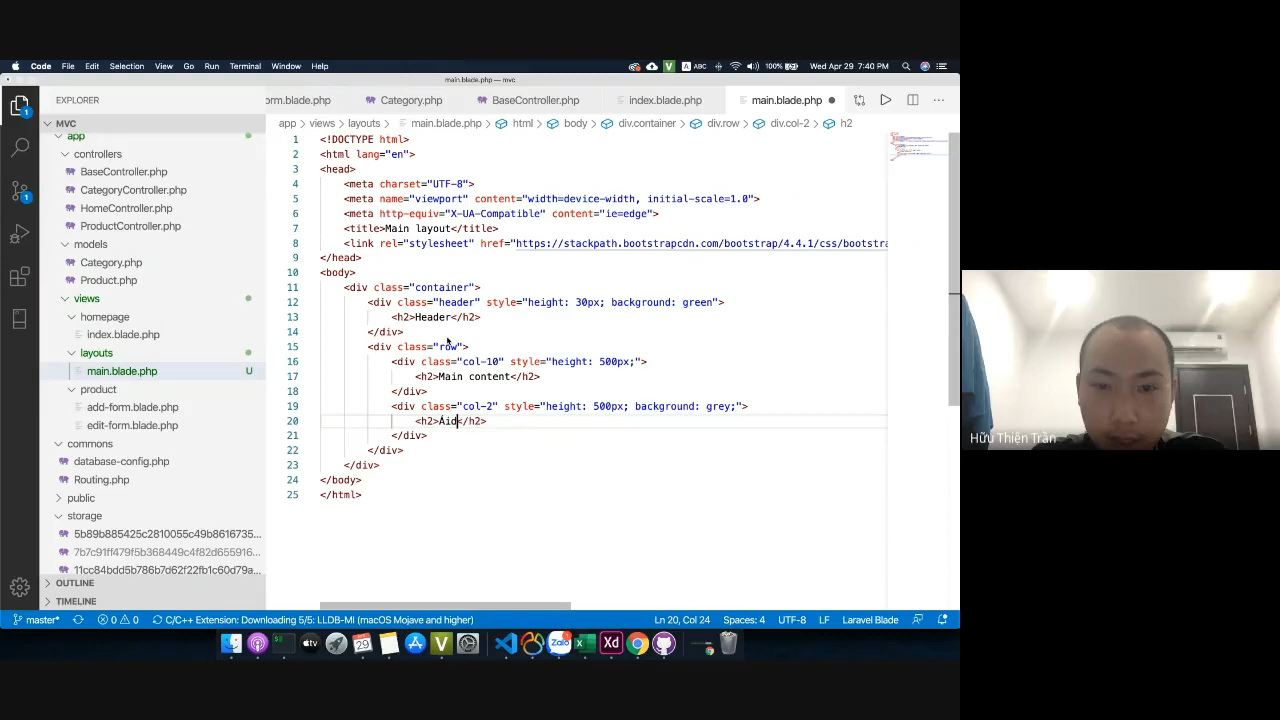 Code File Edit Selection View Go Run Terminal Window Help V A ABC 100% Wed Apr 29 7:40 PM
main.blade.php — mvc
EXPLORER orm.blade.php Category.php BaseController.php index.blade.php main.blade.php
MVC app > views > layouts > main.blade.php > html > body > div.container > div.row > div.col-2 > h2
app
controllers
BaseController.php
CategoryController.php
HomeController.php
ProductController.php
models
Category.php
Product.php
views
homepage
index.blade.php
layouts
main.blade.php U
product
add-form.blade.php
edit-form.blade.php
commons
database-config.php
Routing.php
public
storage
5b89b885425c2810055c49b8616735...
7b7c91ff479f5b368449c4f82d655916...
11cc84bdd5b786b7d62f22fb1c60d79a...
OUTLINE
TIMELINE
1 <!DOCTYPE html>
2 <html lang="en">
3 <head>
4 <meta charset="UTF-8">
5 <meta name="viewport" content="width=device-width, initial-scale=1.0">
6 <meta http-equiv="X-UA-Compatible" content="ie=edge">
7 <title>Main layout</title>
8 <link rel="stylesheet" href="https://stackpath.bootstrapcdn.com/bootstrap/4.4.1/css/bootstra
9 </head>
10 <body>
11 <div class="container">
12 <div class="header" style="height: 30px; background: green">
13 <h2>Header</h2>
14 </div>
15 <div class="row">
16 <div class="col-10" style="height: 500px;">
17 <h2>Main content</h2>
18 </div>
19 <div class="col-2" style="height: 500px; background: grey;">
20 <h2>Áid</h2>
21 </div>
22 </div>
23 </div>
24 </body>
25 </html>
master* 0 0 C/C++ Extension: Downloading 5/5: LLDB-MI (macOS Mojave and higher) Ln 20, Col 24 Spaces: 4 UTF-8 LF Laravel Blade
Hữu Thiện Trần
29 V Zalo Xd